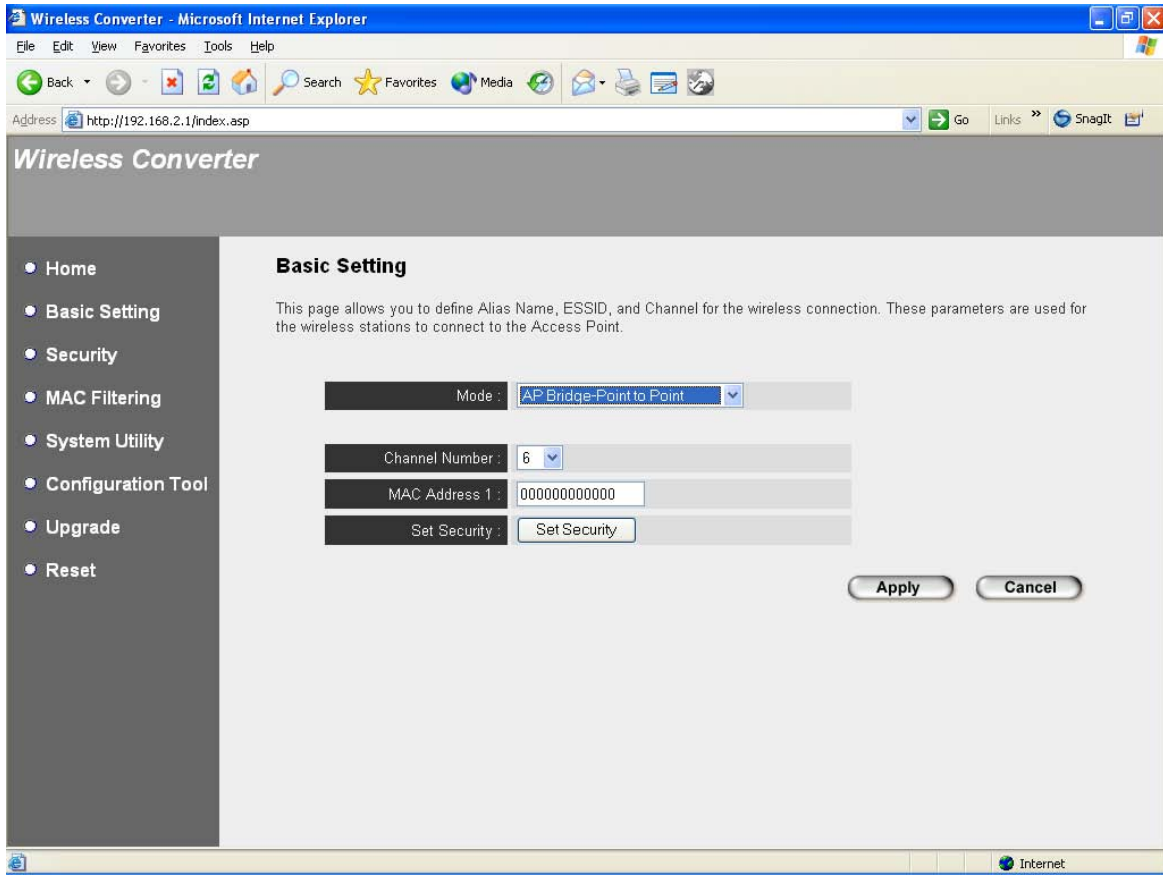 Wireless Converter - Microsoft Internet Explorer
File Edit View Favorites Tools Help
Back Search Favorites Media
Address http://192.168.2.1/index.asp Go Links » SnagIt
Wireless Converter
Home
Basic Setting
Security
MAC Filtering
System Utility
Configuration Tool
Upgrade
Reset
Basic Setting
This page allows you to define Alias Name, ESSID, and Channel for the wireless connection. These parameters are used for
the wireless stations to connect to the Access Point.
Mode : AP Bridge-Point to Point
Channel Number : 6
MAC Address 1 : 000000000000
Set Security : Set Security
Apply Cancel
Internet